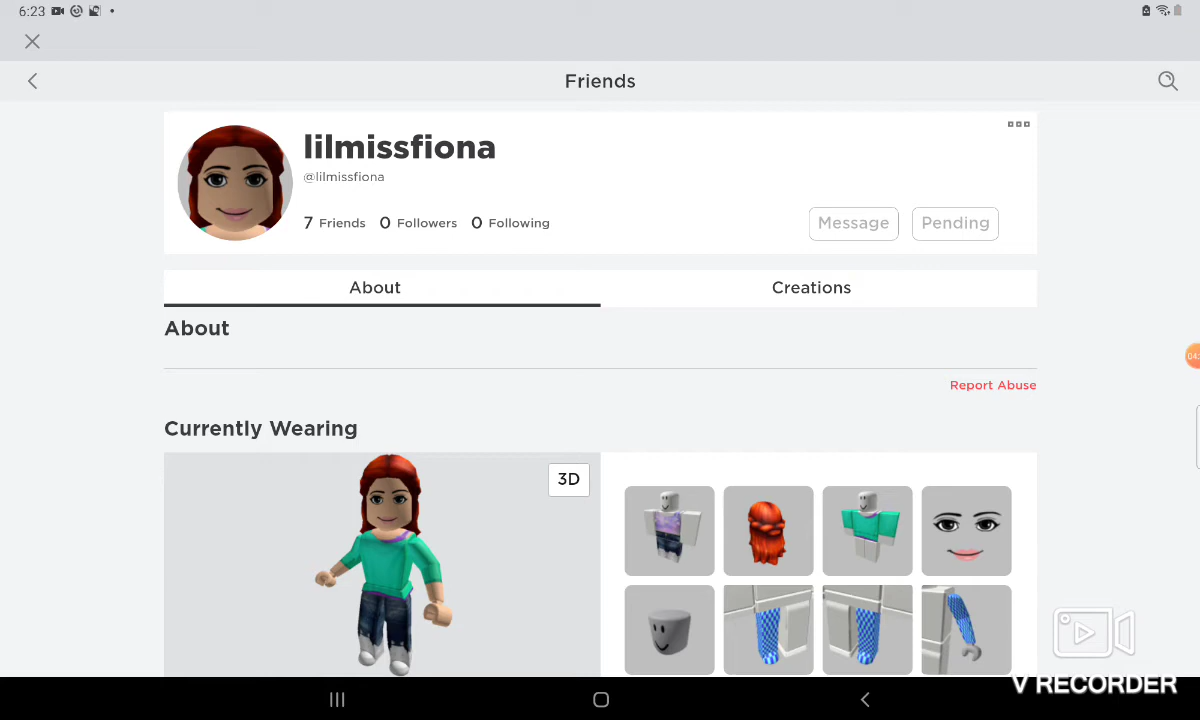 6:23
Friends
lilmissfiona
@lilmissfiona
7 Friends 0 Followers 0 Following
Message Pending
About Creations
About
Report Abuse
Currently Wearing
3D
04:
V RECORDER